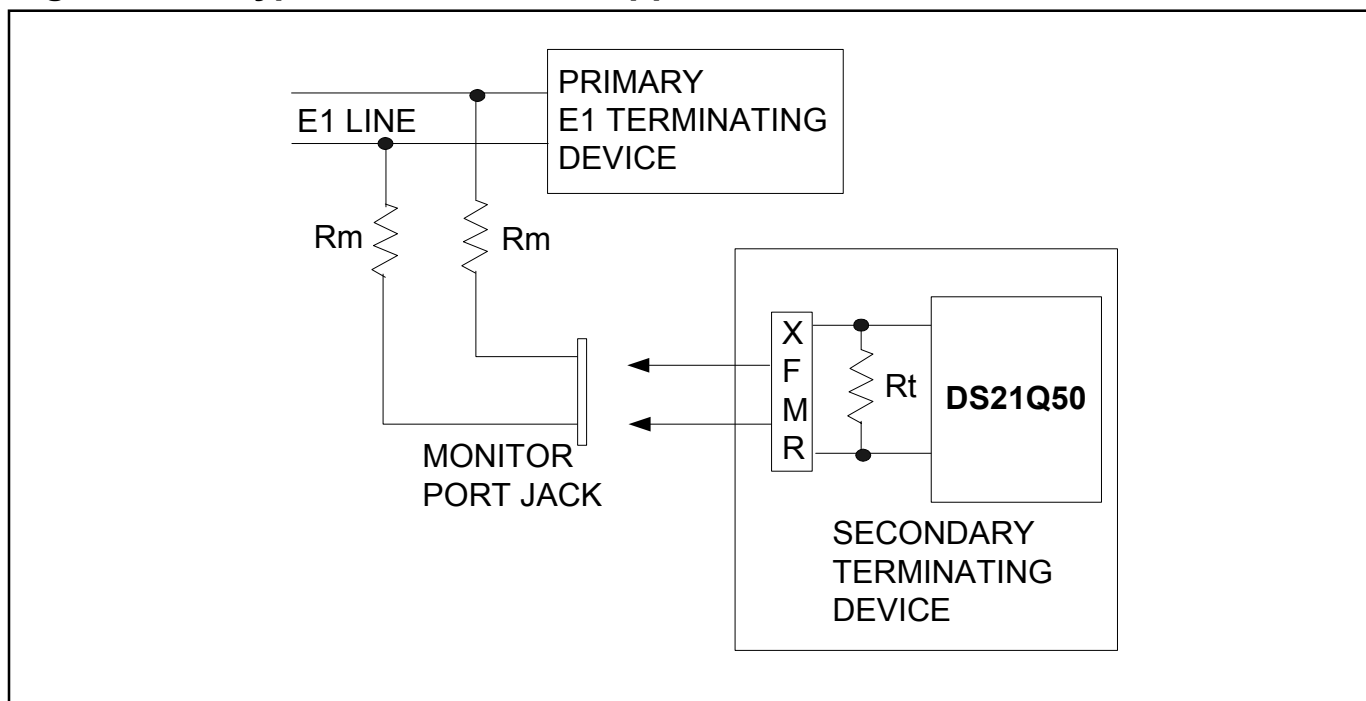 PRIMARY
E1 TERMINATING
DEVICE
E1 LINE
Rm
Rm
MONITOR
PORT JACK
X
F
M
R
Rt
DS21Q50
SECONDARY
TERMINATING
DEVICE